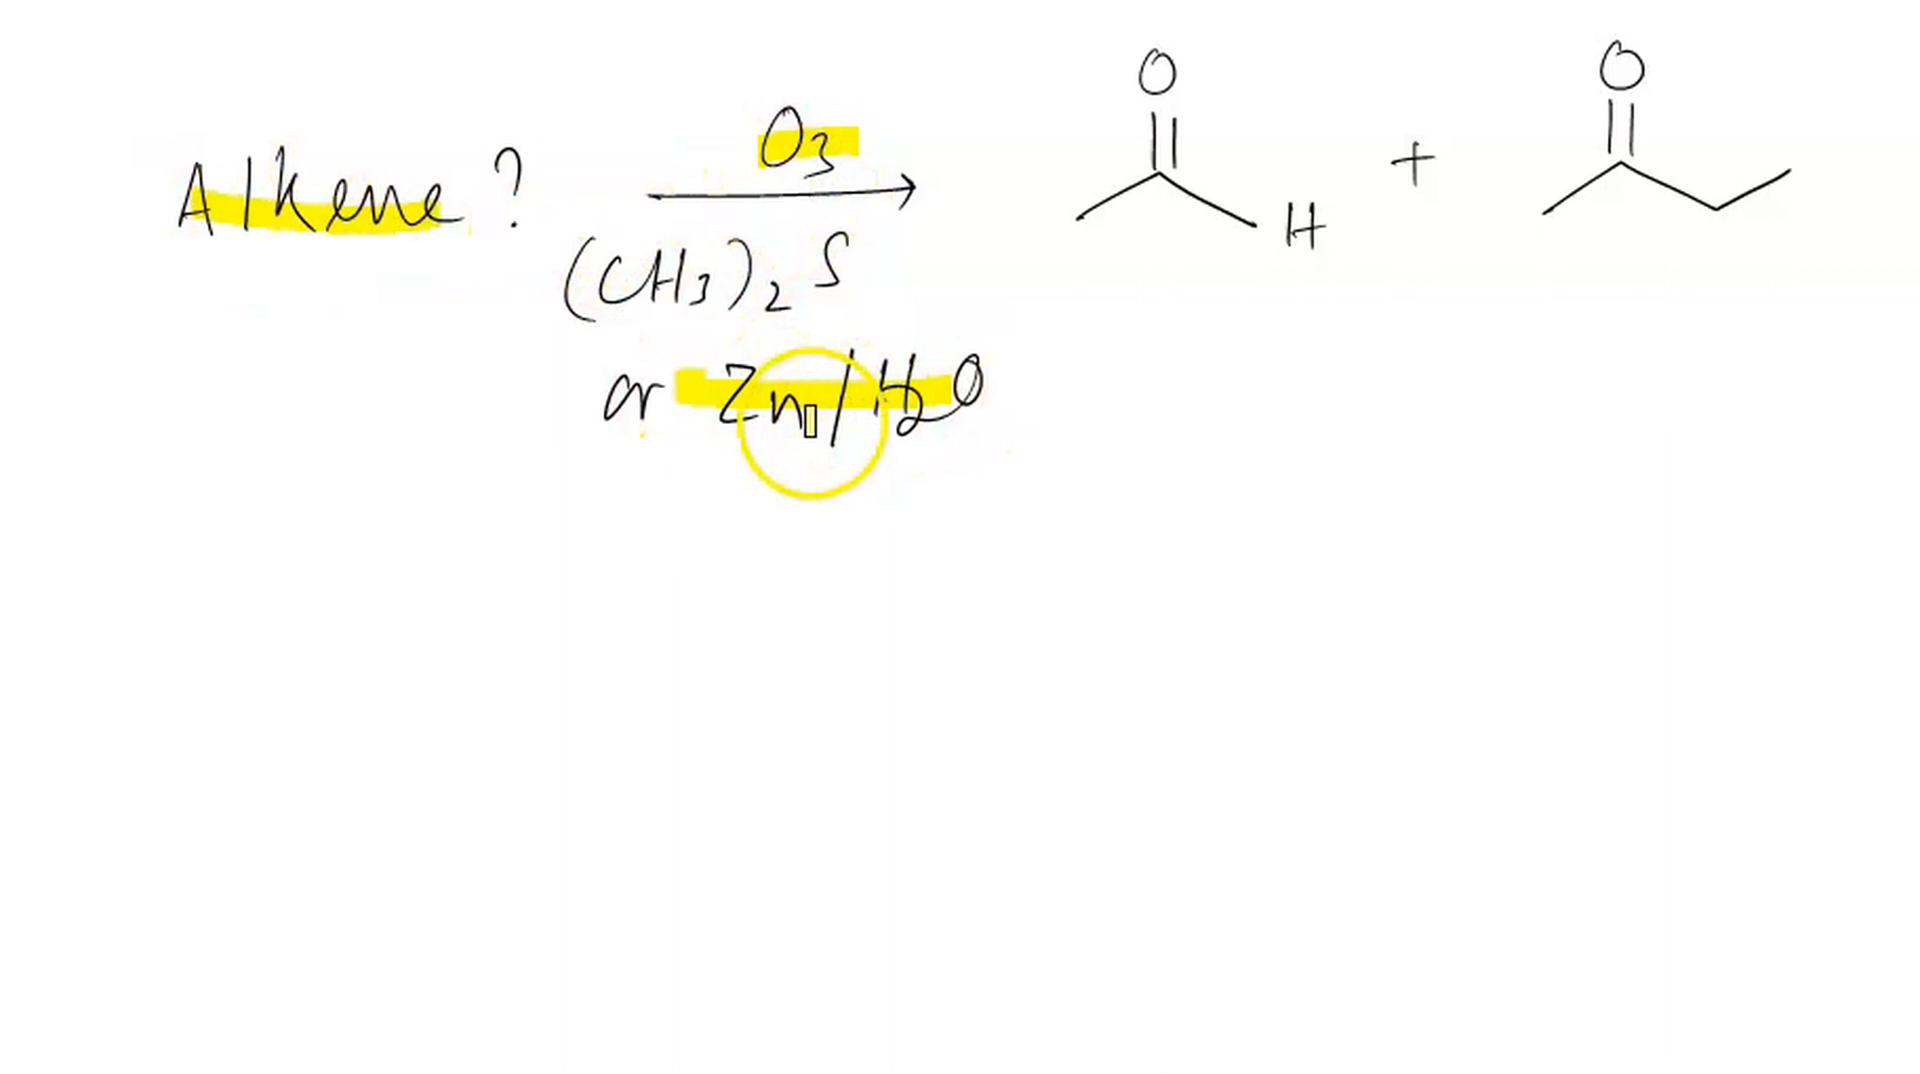 O O
Alkene? O3 + H
(CH3)2 S
or Zn/H2O